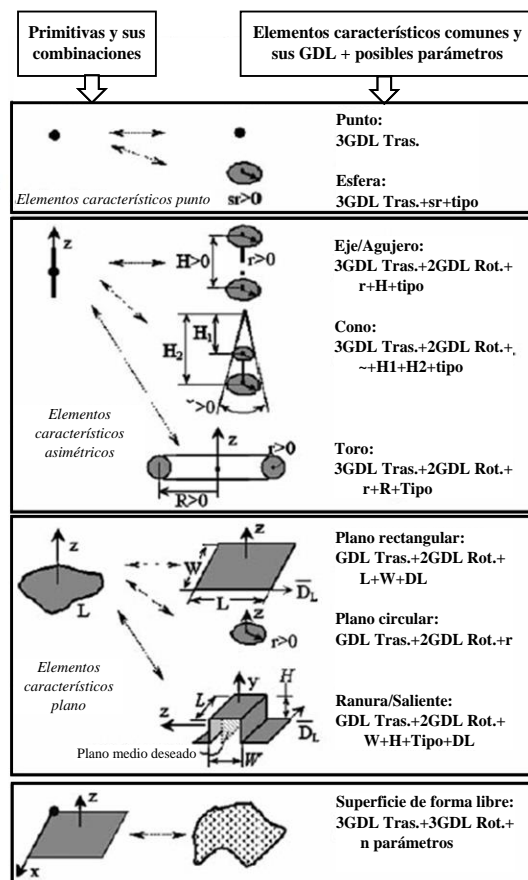 Primitivas y sus
combinaciones
Elementos característicos comunes y
sus GDL + posibles parámetros
Elementos característicos punto
sr>0
Punto:
3GDL Tras.
Esfera:
3GDL Tras.+sr+tipo
z
H>0
r>0
H₁
H₂
>0
Elementos
característicos
asimétricos
z
r>0
R>0
Eje/Agujero:
3GDL Tras.+2GDL Rot.+
r+H+tipo
Cono:
3GDL Tras.+2GDL Rot.+,
~+H1+H2+tipo
Toro:
3GDL Tras.+2GDL Rot.+
r+R+Tipo
z
L
W
L
D̅L
z
r>0
Elementos
característicos
plano
y
H
L
z
D̅L
Plano medio deseado
W
Plano rectangular:
GDL Tras.+2GDL Rot.+
L+W+DL
Plano circular:
GDL Tras.+2GDL Rot.+r
Ranura/Saliente:
GDL Tras.+2GDL Rot.+
W+H+Tipo+DL
z
x
Superficie de forma libre:
3GDL Tras.+3GDL Rot.+
n parámetros